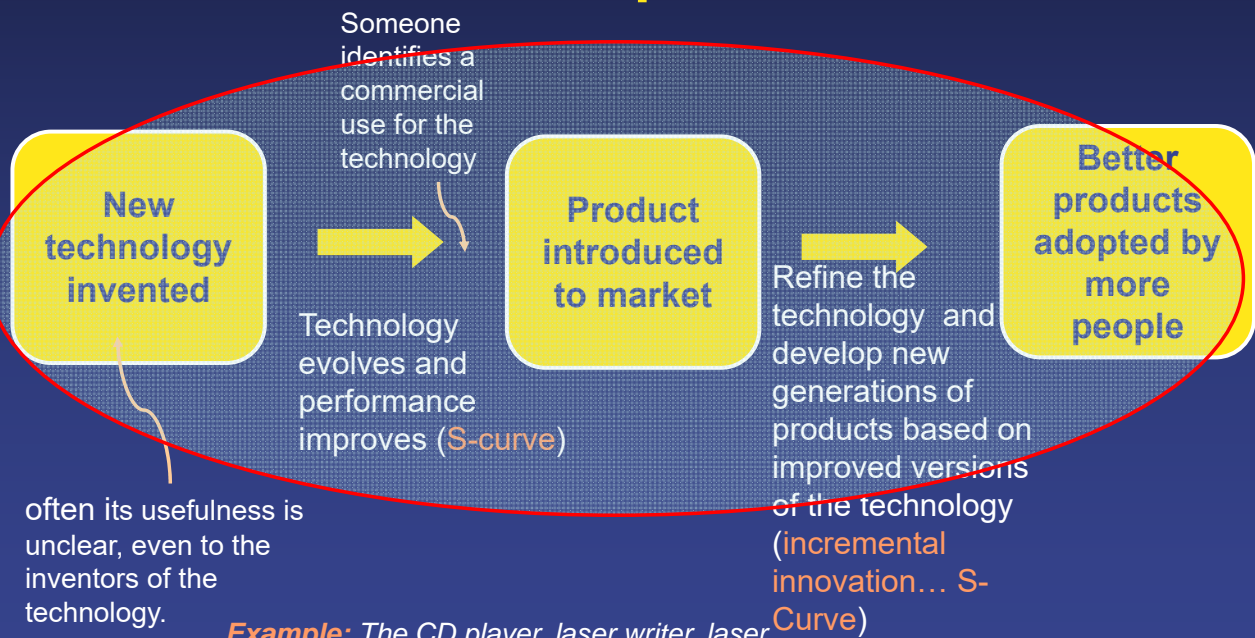 Someone
identifies a
commercial
use for the
technology
New
technology
invented
Technology
evolves and
performance
improves (S-curve)
Product
introduced
to market
Refine the
technology and
develop new
generations of
products based on
improved versions
of the technology
(incremental
innovation… S-
Curve)
Better
products
adopted by
more
people
often its usefulness is
unclear, even to the
inventors of the
technology.
Example: The CD player, laser writer, laser